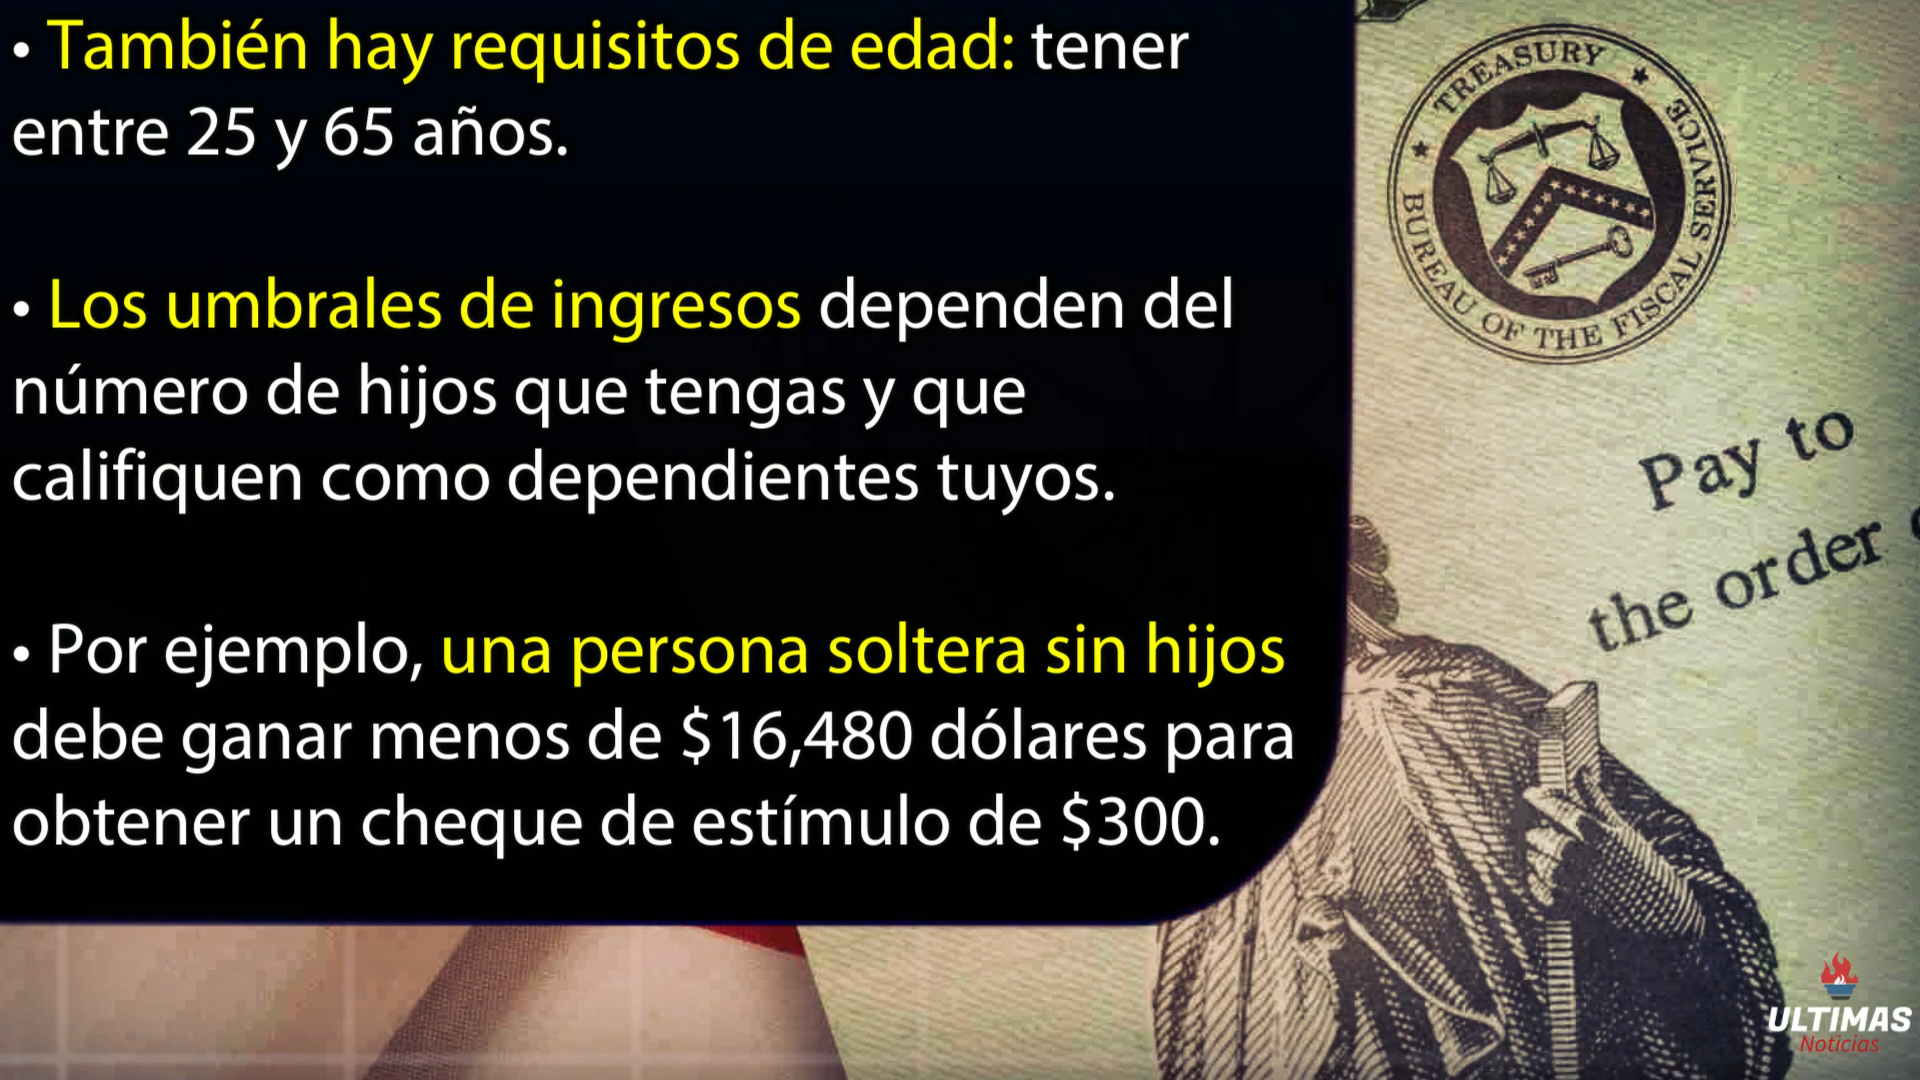 • También hay requisitos de edad: tener
entre 25 y 65 años.
• Los umbrales de ingresos dependen del
número de hijos que tengas y que
califiquen como dependientes tuyos.
• Por ejemplo, una persona soltera sin hijos
debe ganar menos de $16,480 dólares para
obtener un cheque de estímulo de $300.
TREASURY
BUREAU OF THE FISCAL SERVICE
Pay to
the order
ULTIMAS
Noticias